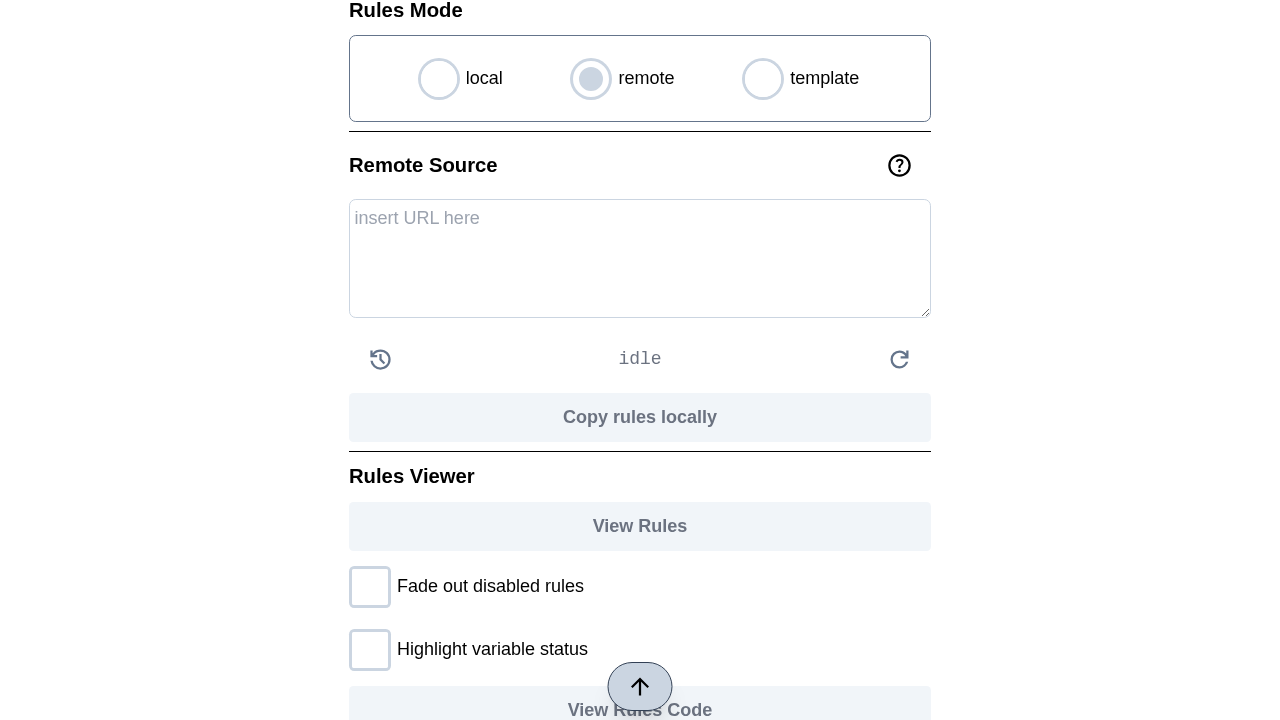 Rules Mode
local remote template
Remote Source
insert URL here
idle
Copy rules locally
Rules Viewer
View Rules
Fade out disabled rules
Highlight variable status
View Rules Code